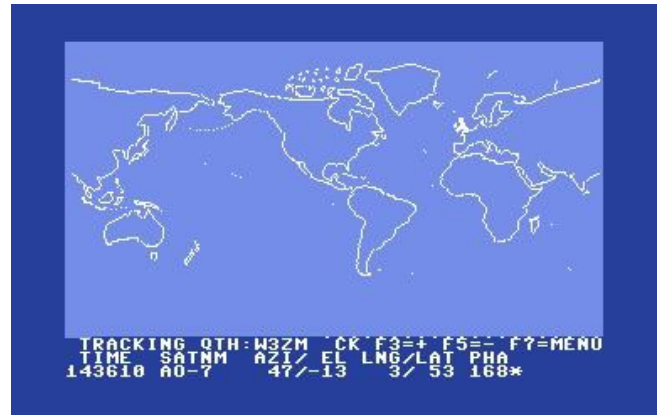 TRACKING QTH:W3ZM 'CK'F3=+'F5=-'F7=MENU
TIME SATNM AZI/ EL LNG/LAT PHA
143610 AO-7 47/-13 3/ 53 168*